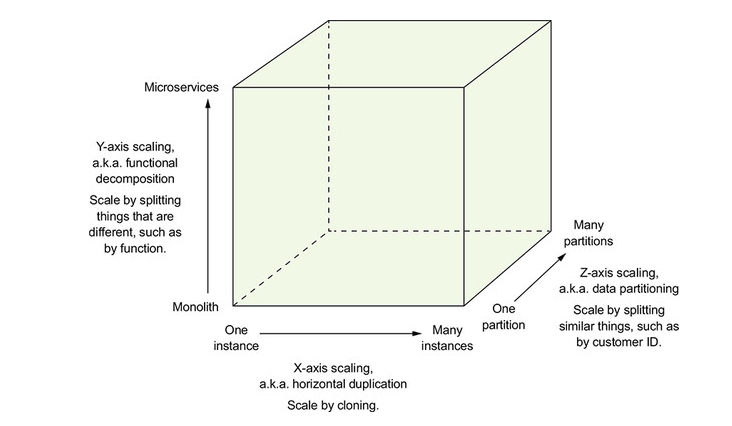 Microservices
Y-axis scaling,
a.k.a. functional
decomposition
Scale by splitting
things that are
different, such as
by function.
Monolith
One
instance
Many
instances
X-axis scaling,
a.k.a. horizontal duplication
Scale by cloning.
One
partition
Many
partitions
Z-axis scaling,
a.k.a. data partitioning
Scale by splitting
similar things, such as
by customer ID.